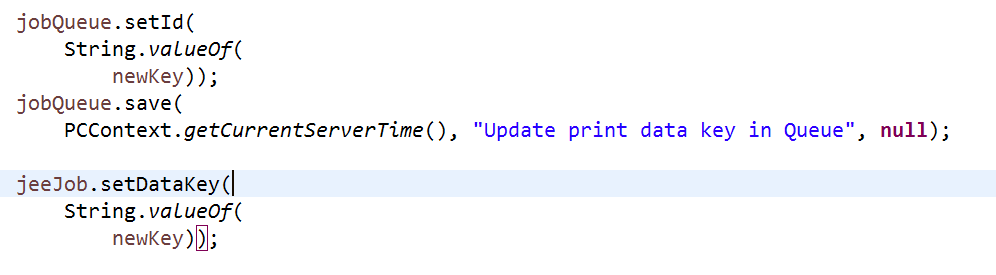 jobQueue.setId(
    String.valueOf(
        newKey));
jobQueue.save(
    PCContext.getCurrentServerTime(), "Update print data key in Queue", null);

jeeJob.setDataKey(
    String.valueOf(
        newKey));